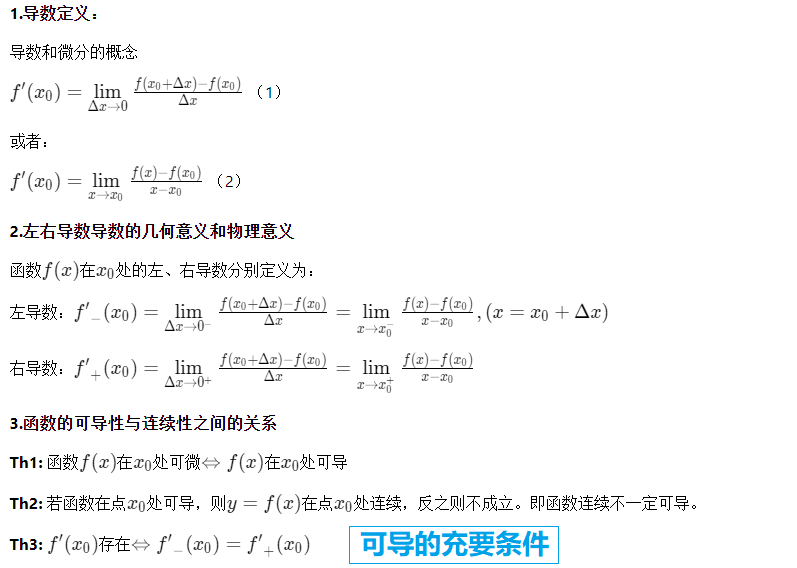 1.导数定义：
导数和微分的概念
$f'(x_0)=\lim\limits_{\Delta x\to 0}\frac{f(x_0+\Delta x)-f(x_0)}{\Delta x}$（1）
或者：
$f'(x_0)=\lim\limits_{x\to x_0}\frac{f(x)-f(x_0)}{x-x_0}$（2）
2.左右导数导数的几何意义和物理意义
函数$f(x)$在$x_0$处的左、右导数分别定义为：
左导数：$f'_-(x_0)=\lim\limits_{\Delta x\to 0^-}\frac{f(x_0+\Delta x)-f(x_0)}{\Delta x}=\lim\limits_{x\to x_0^-}\frac{f(x)-f(x_0)}{x-x_0},(x=x_0+\Delta x)$
右导数：$f'_+(x_0)=\lim\limits_{\Delta x\to 0^+}\frac{f(x_0+\Delta x)-f(x_0)}{\Delta x}=\lim\limits_{x\to x_0^+}\frac{f(x)-f(x_0)}{x-x_0}$
3.函数的可导性与连续性之间的关系
Th1: 函数$f(x)$在$x_0$处可微⇔$f(x)$在$x_0$处可导
Th2: 若函数在点$x_0$处可导，则$y=f(x)$在点$x_0$处连续，反之则不成立。即函数连续不一定可导。
Th3: $f'(x_0)$存在⇔$f'_-(x_0)=f'_+(x_0)$ 可导的充要条件